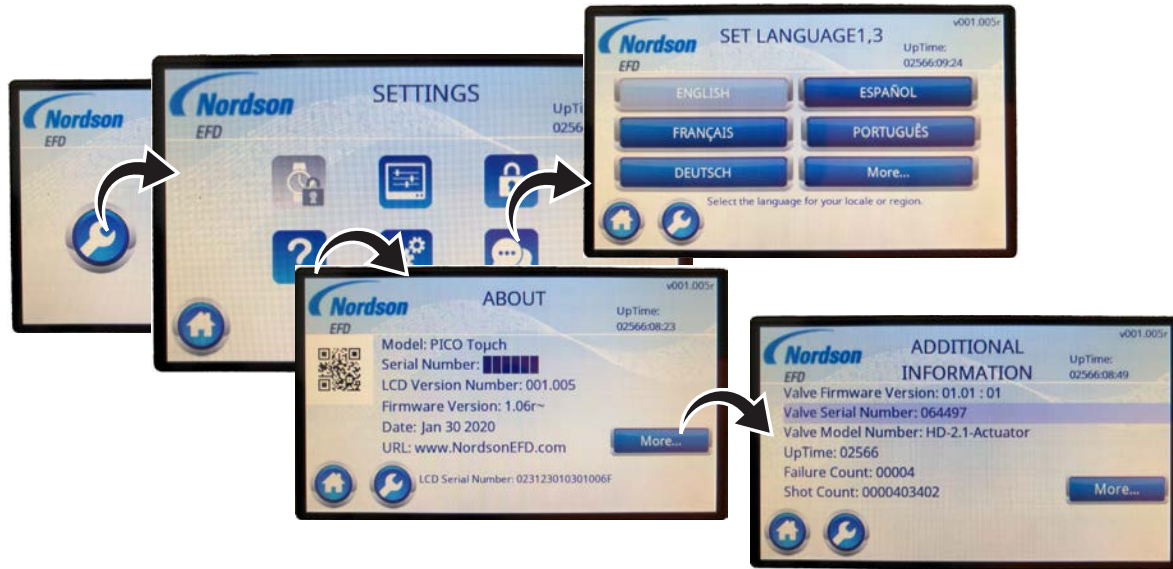 Nordson
EFD
Nordson
EFD
SETTINGS
UpTi
0256
?
Nordson
EFD
SET LANGUAGE1,3
v001.005r
UpTime:
02566:09:24
ENGLISH
ESPAÑOL
FRANÇAIS
PORTUGUÊS
DEUTSCH
More...
Select the language for your locale or region.
Nordson
EFD
ABOUT
v001.005r
UpTime:
02566:08:23
Model: PICO Touch
Serial Number:
LCD Version Number: 001.005
Firmware Version: 1.06r~
Date: Jan 30 2020
URL: www.NordsonEFD.com
More...
LCD Serial Number: 023123010301006F
Nordson
EFD
ADDITIONAL
INFORMATION
v001.005r
UpTime:
02566:08:49
Valve Firmware Version: 01.01 : 01
Valve Serial Number: 064497
Valve Model Number: HD-2.1-Actuator
UpTime: 02566
Failure Count: 00004
Shot Count: 0000403402
More...